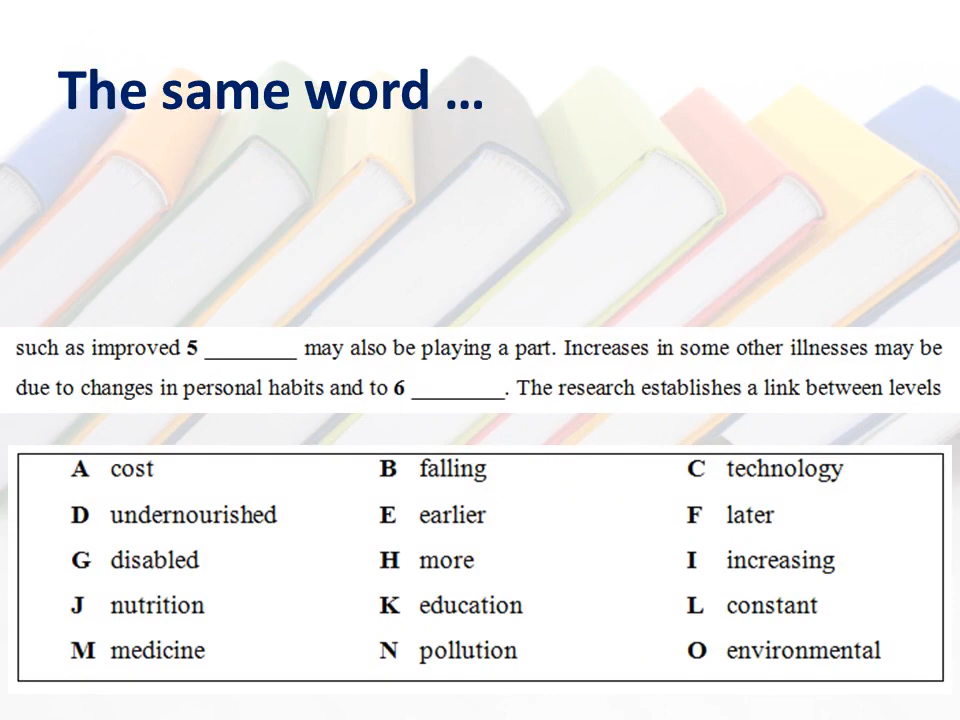 The same word …
such as improved 5 ________ may also be playing a part. Increases in some other illnesses may be
due to changes in personal habits and to 6 ________. The research establishes a link between levels
A cost B falling C technology
D undernourished E earlier F later
G disabled H more I increasing
J nutrition K education L constant
M medicine N pollution O environmental